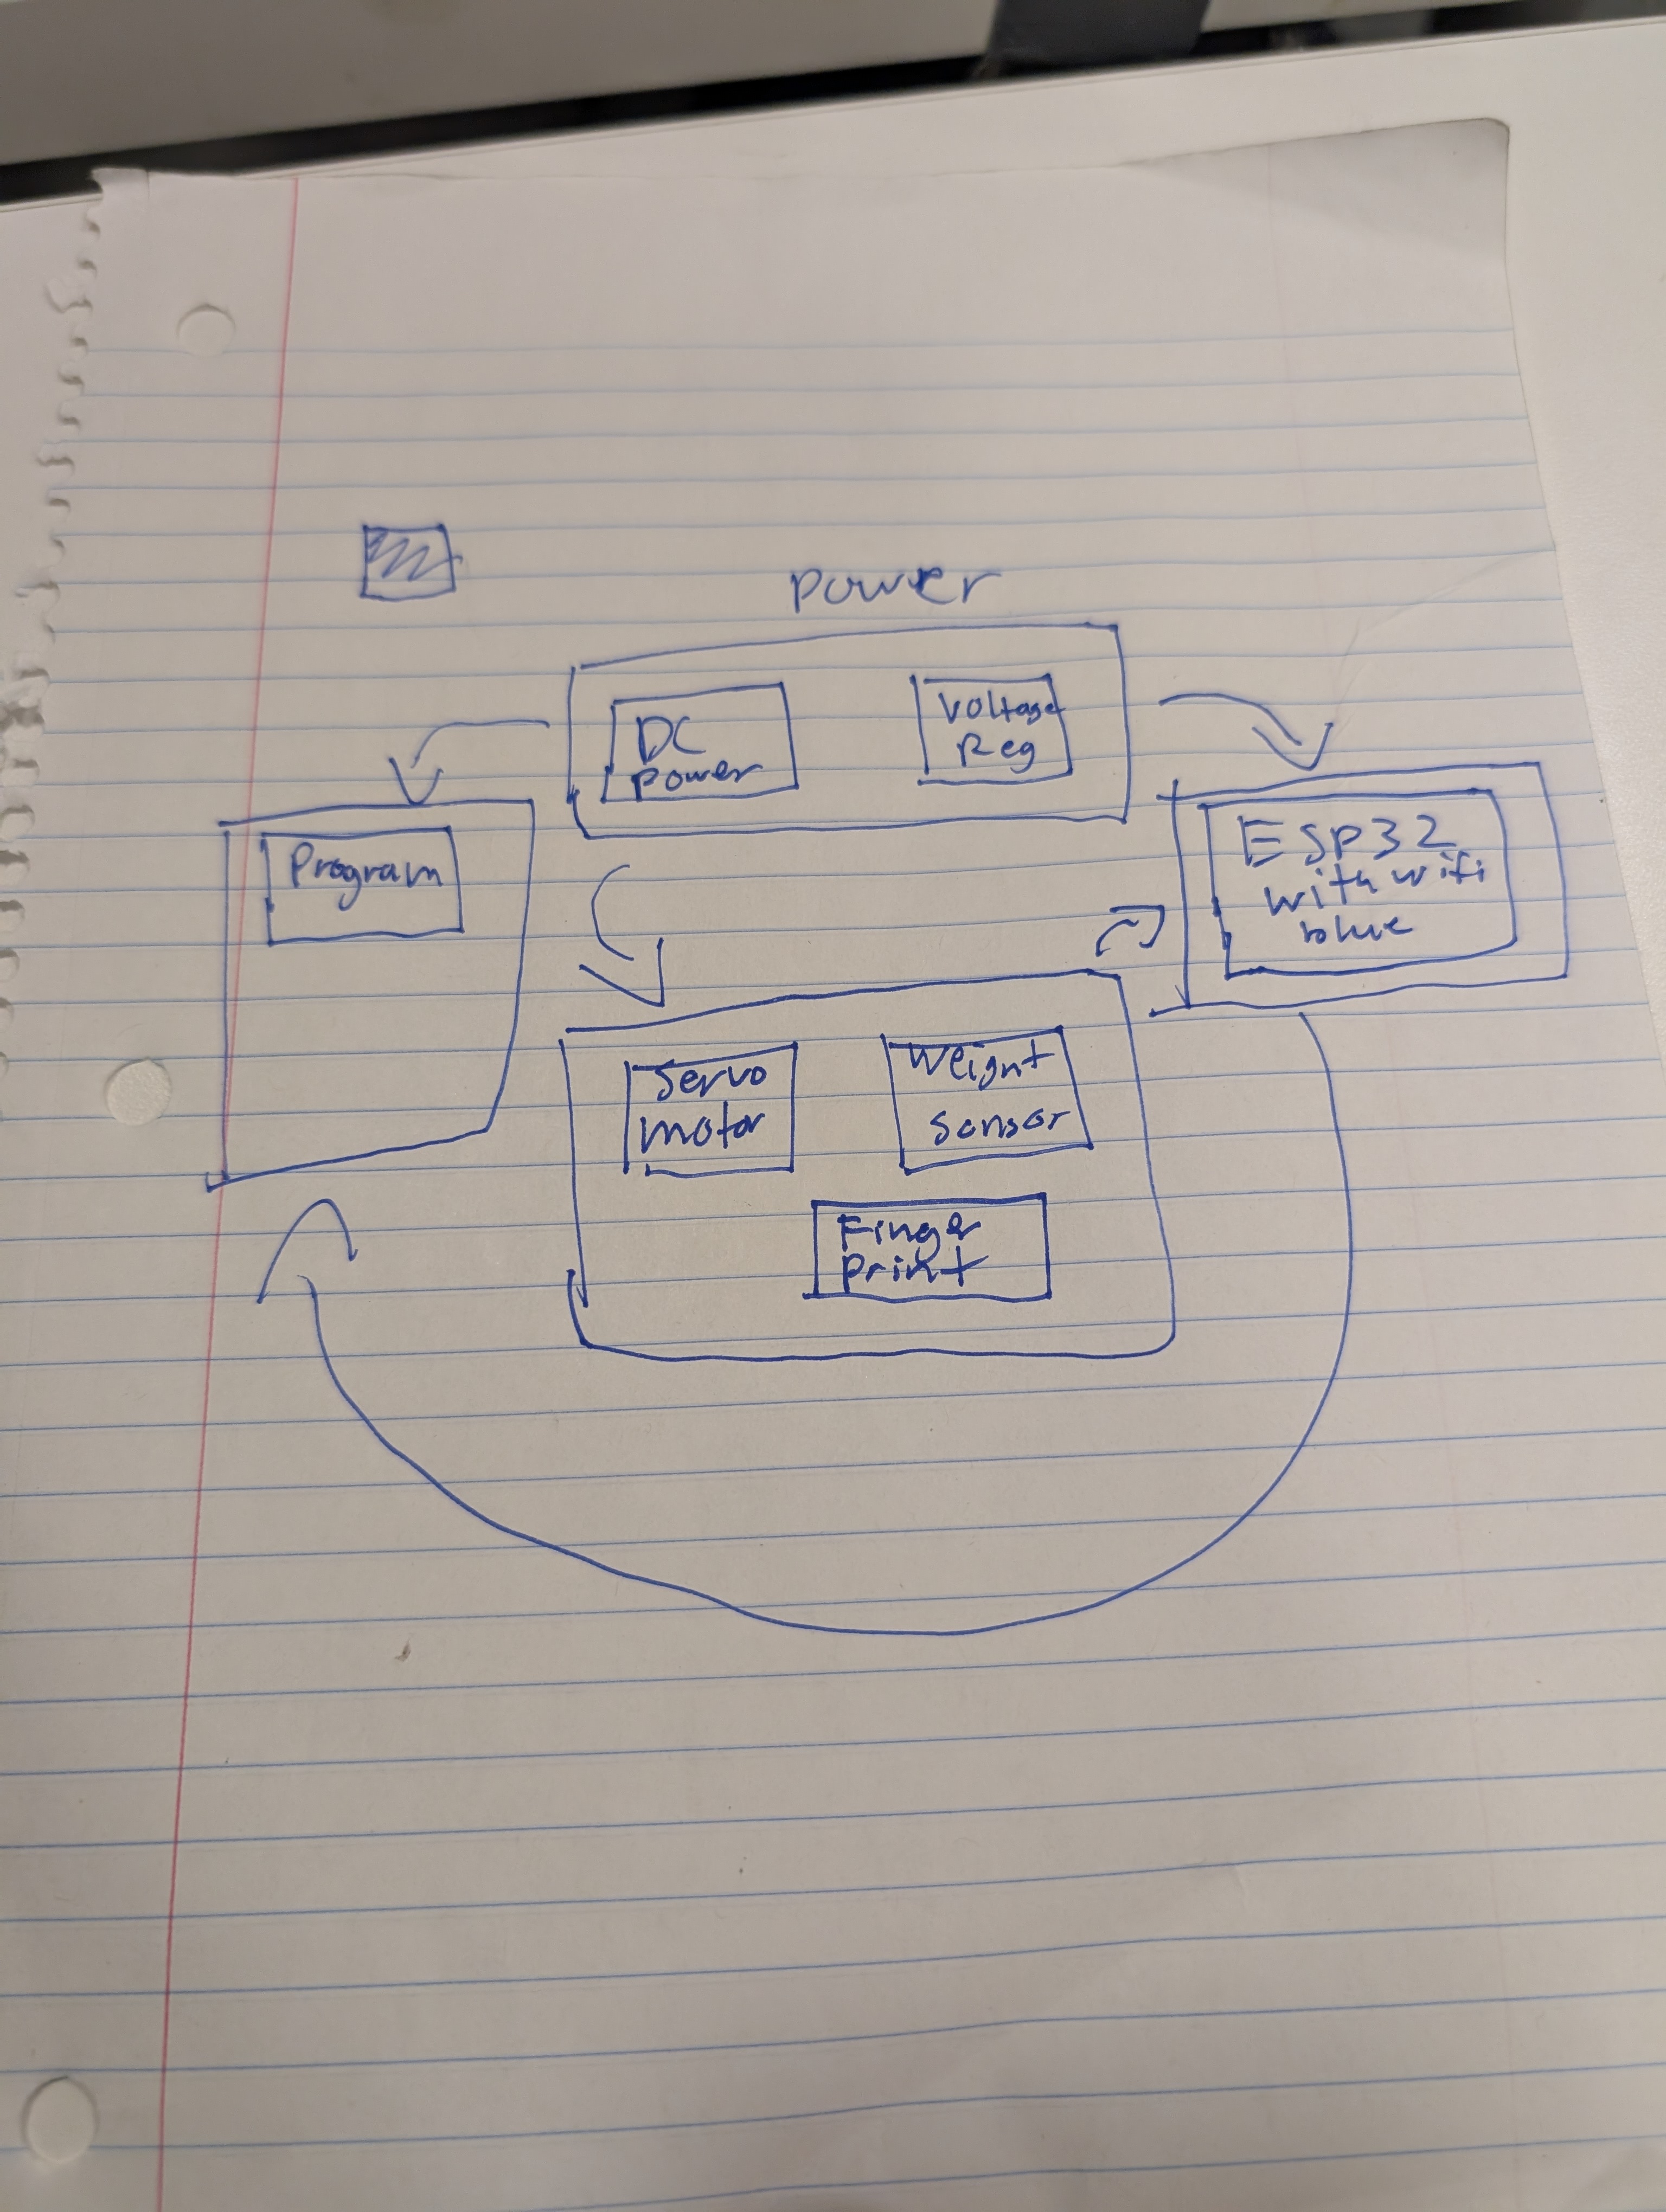 power
DC
power
Voltage
Reg
Program
ESP32
with wifi
blue
Servo
motor
Weight
sensor
Finger
print